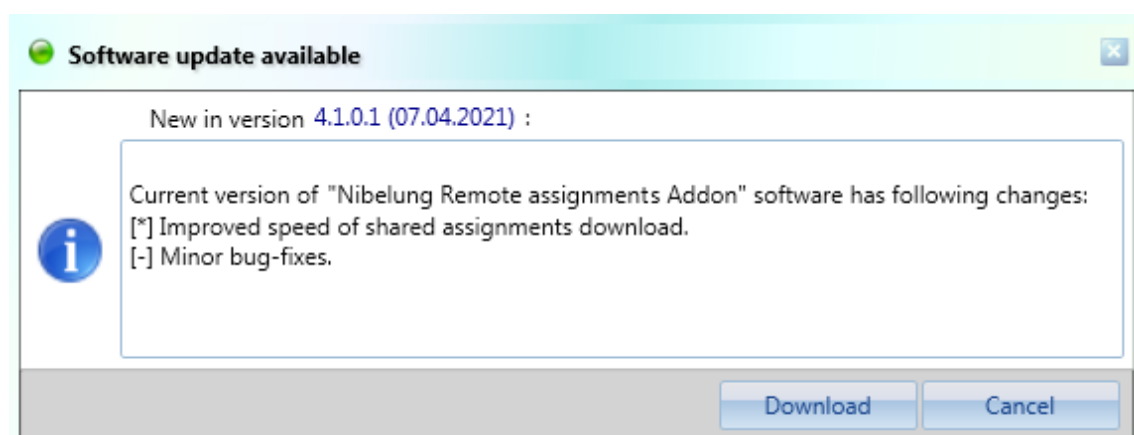 Software update available
New in version 4.1.0.1 (07.04.2021) :
Current version of "Nibelung Remote assignments Addon" software has following changes:
[*] Improved speed of shared assignments download.
[-] Minor bug-fixes.
Download Cancel